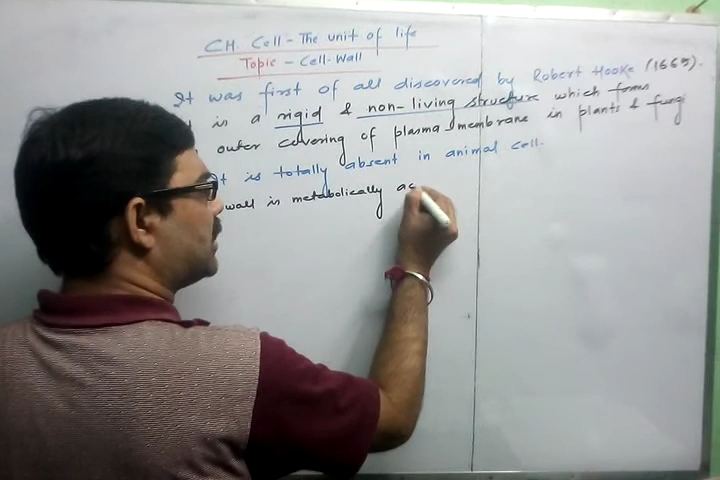 CH. Cell - The unit of life
Topic - Cell-Wall
It was first of all discovered by Robert Hooke (1665).
is a rigid & non-living structure which forms
outer covering of plasma membrane in plants & fungi
It is totally absent in animal cell.
wall is metabolically ac